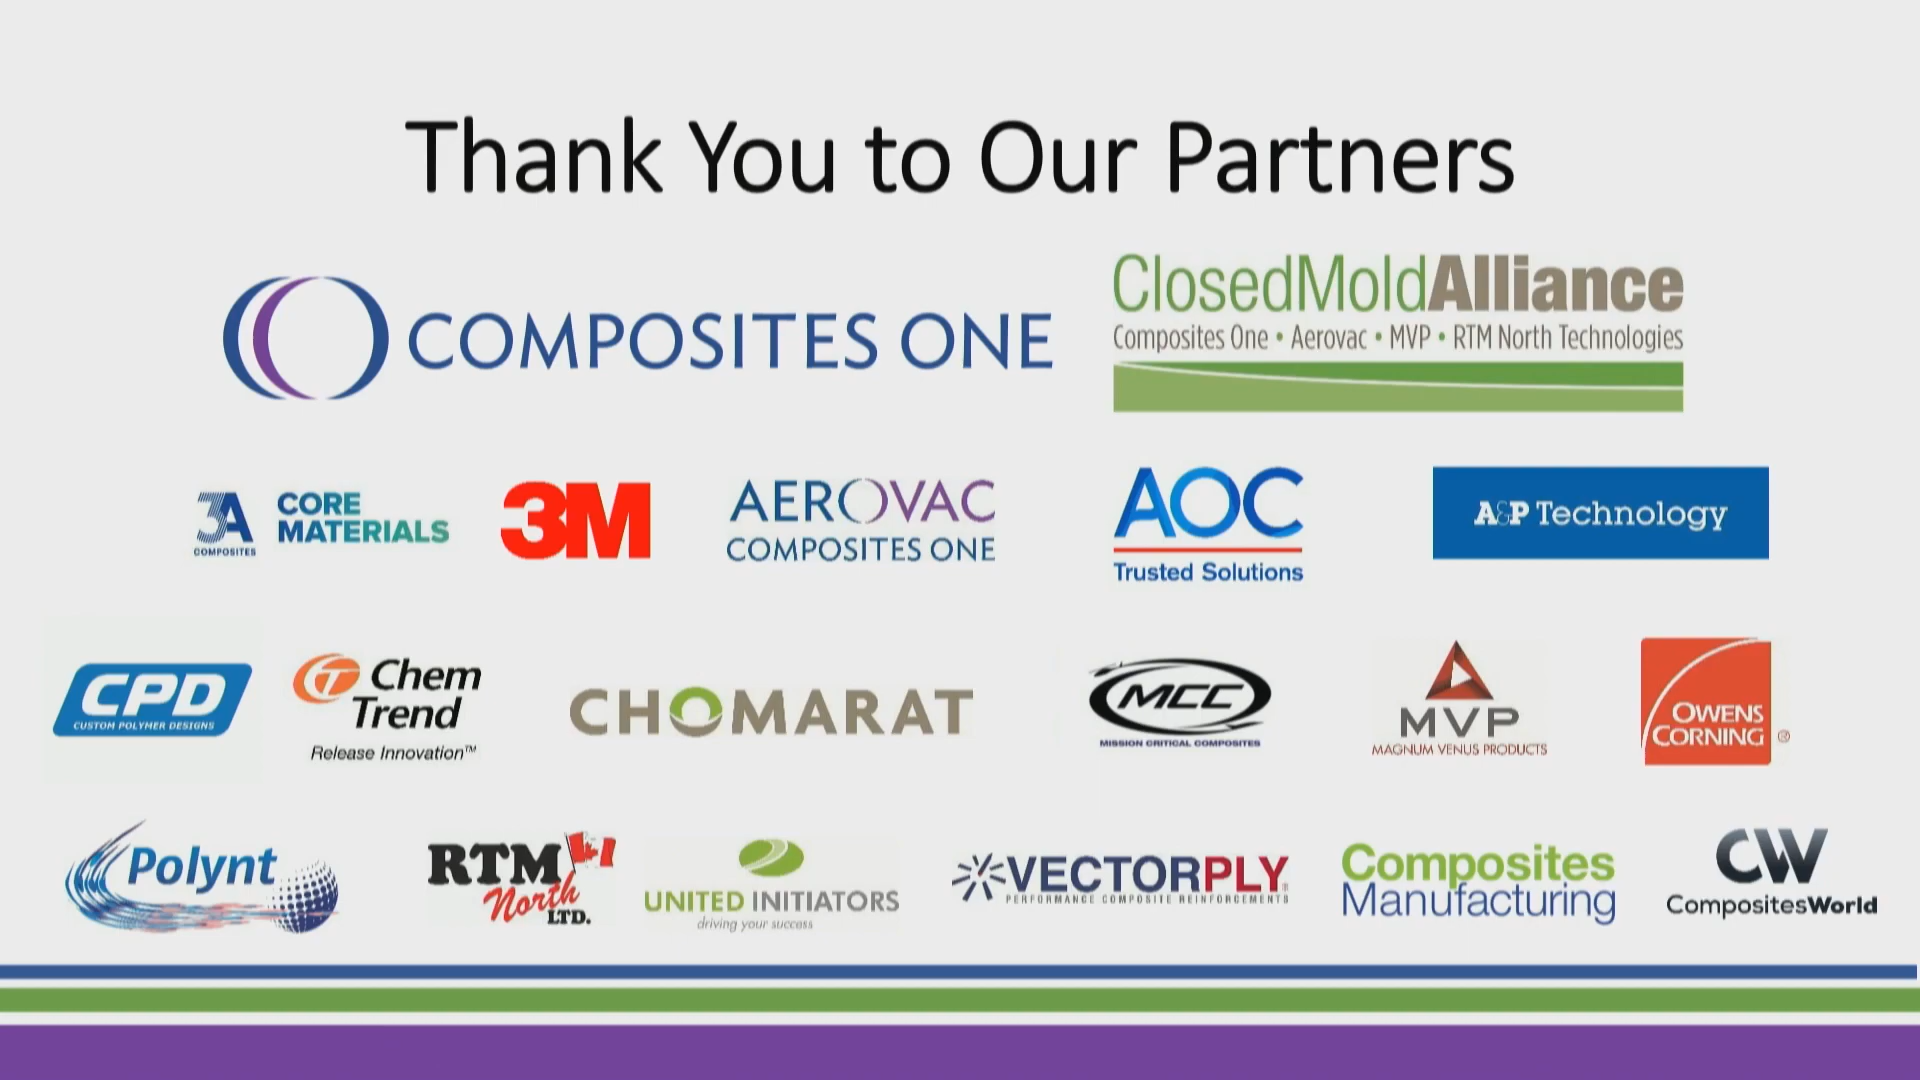 Thank You to Our Partners
COMPOSITES ONE
ClosedMoldAlliance
Composites One • Aerovac • MVP • RTM North Technologies
3A
COMPOSITES
CORE
MATERIALS
3M
AEROVAC
COMPOSITES ONE
AOC
Trusted Solutions
A&P Technology
CPD
CUSTOM POLYMER DESIGNS
Chem
Trend
Release Innovation™
CHOMARAT
MCC
MISSION CRITICAL COMPOSITES
MVP
MAGNUM VENUS PRODUCTS
OWENS
CORNING ®
Polynt
RTM
North
LTD.
UNITED INITIATORS
driving your success
VECTORPLY
PERFORMANCE COMPOSITE REINFORCEMENTS
Composites
Manufacturing
CW
CompositesWorld